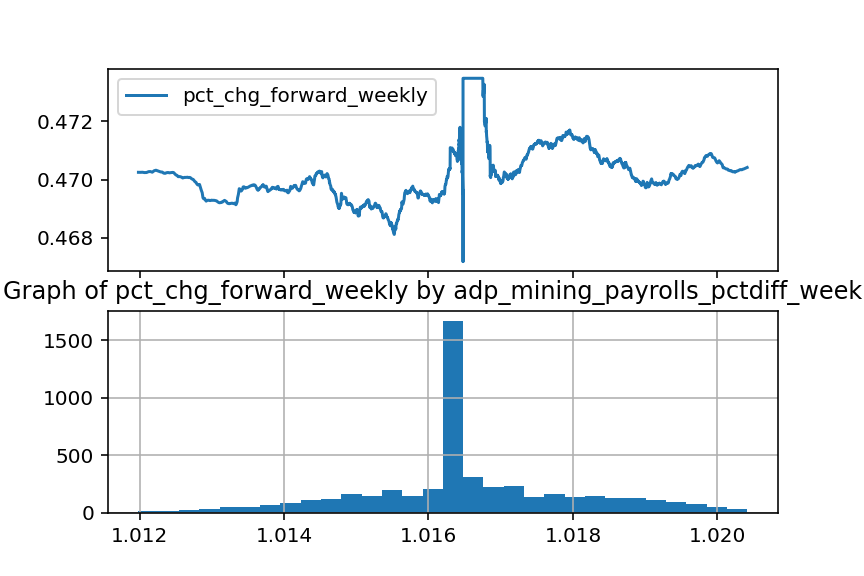 pct_chg_forward_weekly
0.472
0.470
0.468
Graph of pct_chg_forward_weekly by adp_mining_payrolls_pctdiff_week
1500
1000
500
0
1.012 1.014 1.016 1.018 1.020